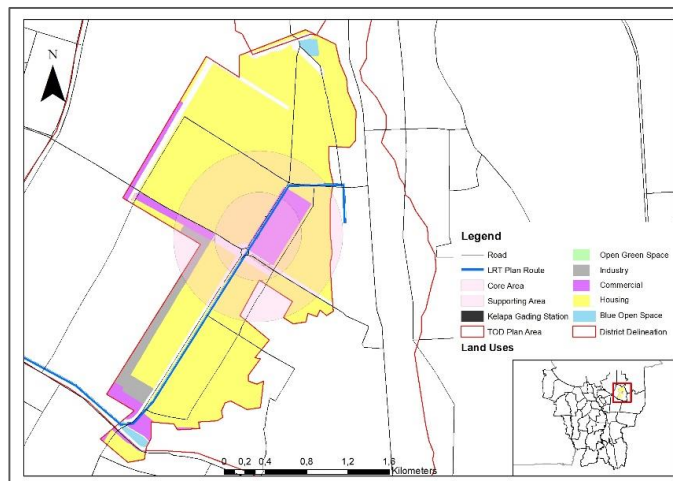 N
Legend
Road
LRT Plan Route
Core Area
Supporting Area
Kelapa Gading Station
TOD Plan Area
Open Green Space
Industry
Commercial
Housing
Blue Open Space
District Delineation
Land Uses
0 0,2 0,4 0,8 1,2 1,6
Kilometers